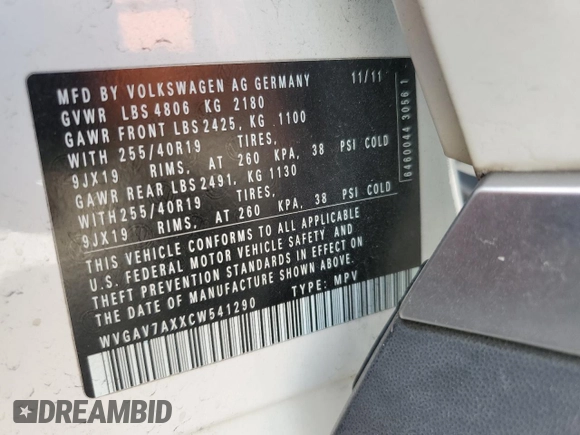 MFD BY VOLKSWAGEN AG GERMANY 11/11
GVWR LBS 4806 KG 2180
GAWR FRONT LBS 2425, KG 1100
WITH 255/40R19 TIRES,
9JX19 RIMS, AT 260 KPA, 38 PSI COLD
GAWR REAR LBS 2491, KG 1130
WITH 255/40R19 TIRES,
9JX19 RIMS, AT 260 KPA, 38 PSI COLD
THIS VEHICLE CONFORMS TO ALL APPLICABLE
U.S. FEDERAL MOTOR VEHICLE SAFETY AND
THEFT PREVENTION STANDARDS IN EFFECT ON
THE DATE OF MANUFACTURE SHOWN ABOVE.
WVGAV7AXXCW541290 TYPE: MPV
6460044 3056 1
DREAMBID